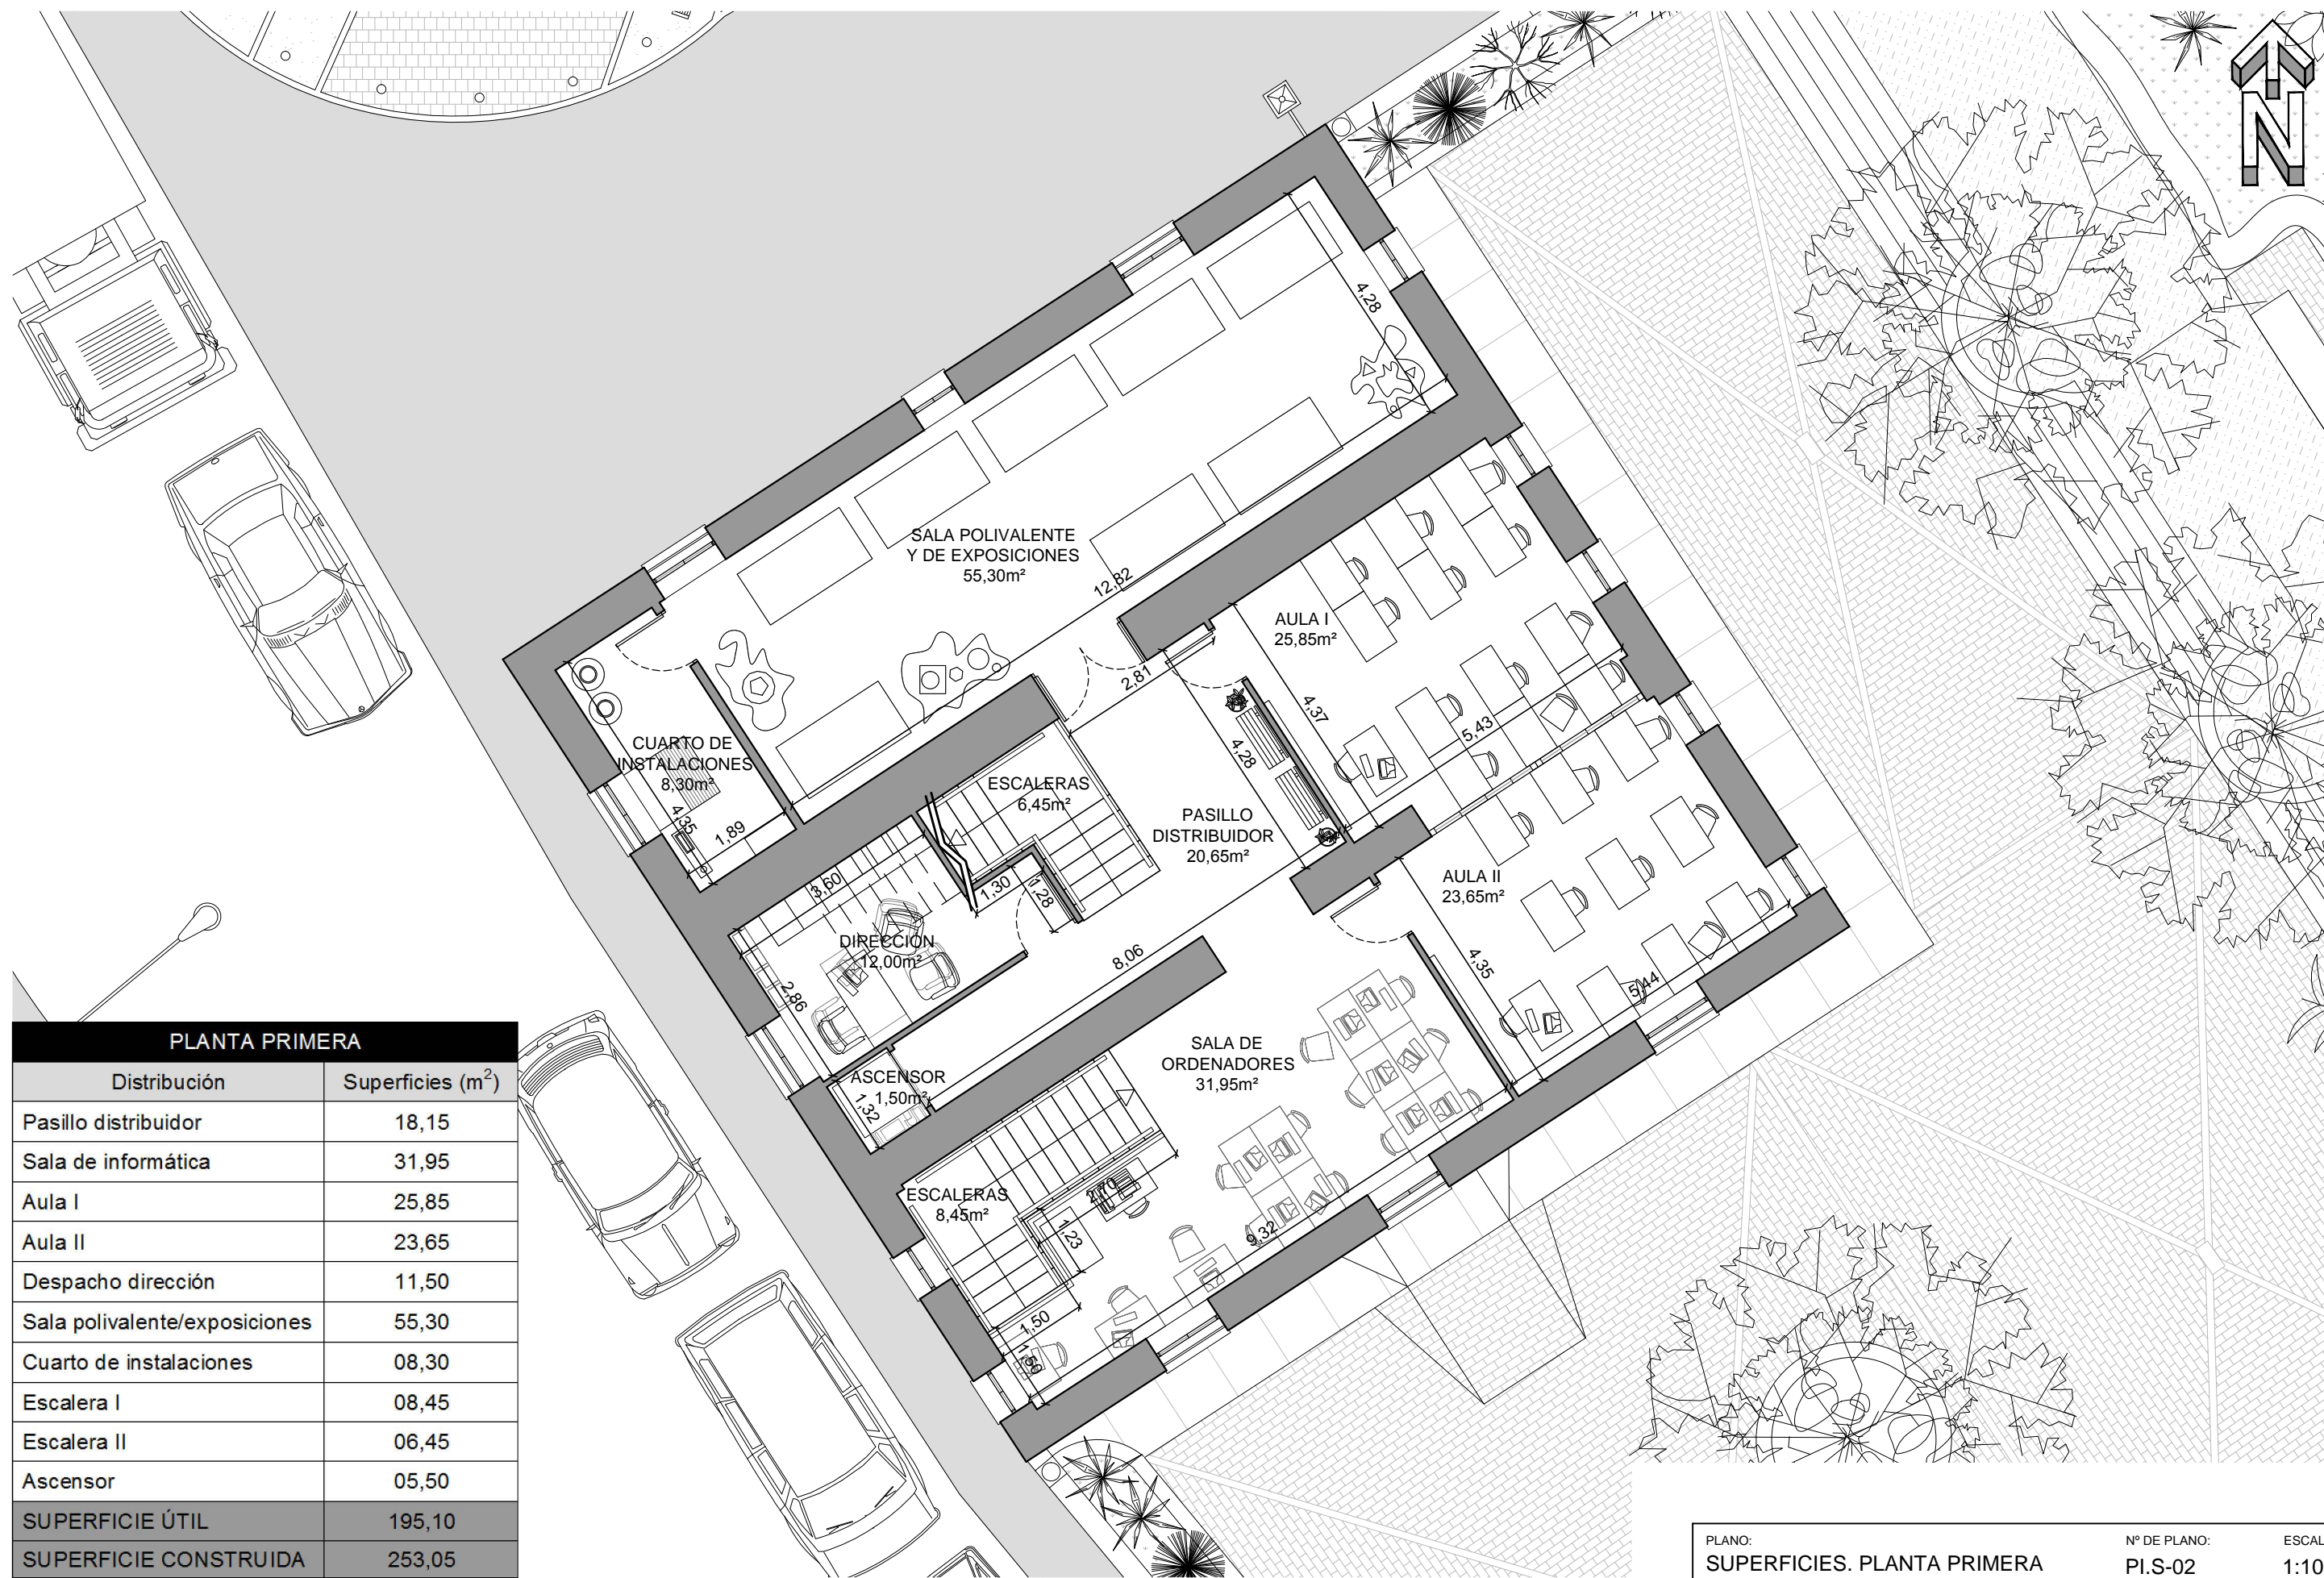 N
4,28
SALA POLIVALENTE
Y DE EXPOSICIONES
55,30m²
12,82
AULA I
25,85m²
2,81
4,37
5,43
4,28
CUARTO DE
INSTALACIONES
8,30m²
4,35
1,89
ESCALERAS
6,45m²
PASILLO
DISTRIBUIDOR
20,65m²
3,60
1,30
1,28
AULA II
23,65m²
DIRECCIÓN
12,00m²
2,86
8,06
4,35
5,44
SALA DE
ORDENADORES
31,95m²
ASCENSOR
1,50m²
1,32
ESCALERAS
8,45m²
2,70
1,23
9,32
1,50
1,50
PLANTA PRIMERA
Distribución Superficies (m²)
Pasillo distribuidor 18,15
Sala de informática 31,95
Aula I 25,85
Aula II 23,65
Despacho dirección 11,50
Sala polivalente/exposiciones 55,30
Cuarto de instalaciones 08,30
Escalera I 08,45
Escalera II 06,45
Ascensor 05,50
SUPERFICIE ÚTIL 195,10
SUPERFICIE CONSTRUIDA 253,05
PLANO: Nº DE PLANO: ESCAL
SUPERFICIES. PLANTA PRIMERA PI.S-02 1:10